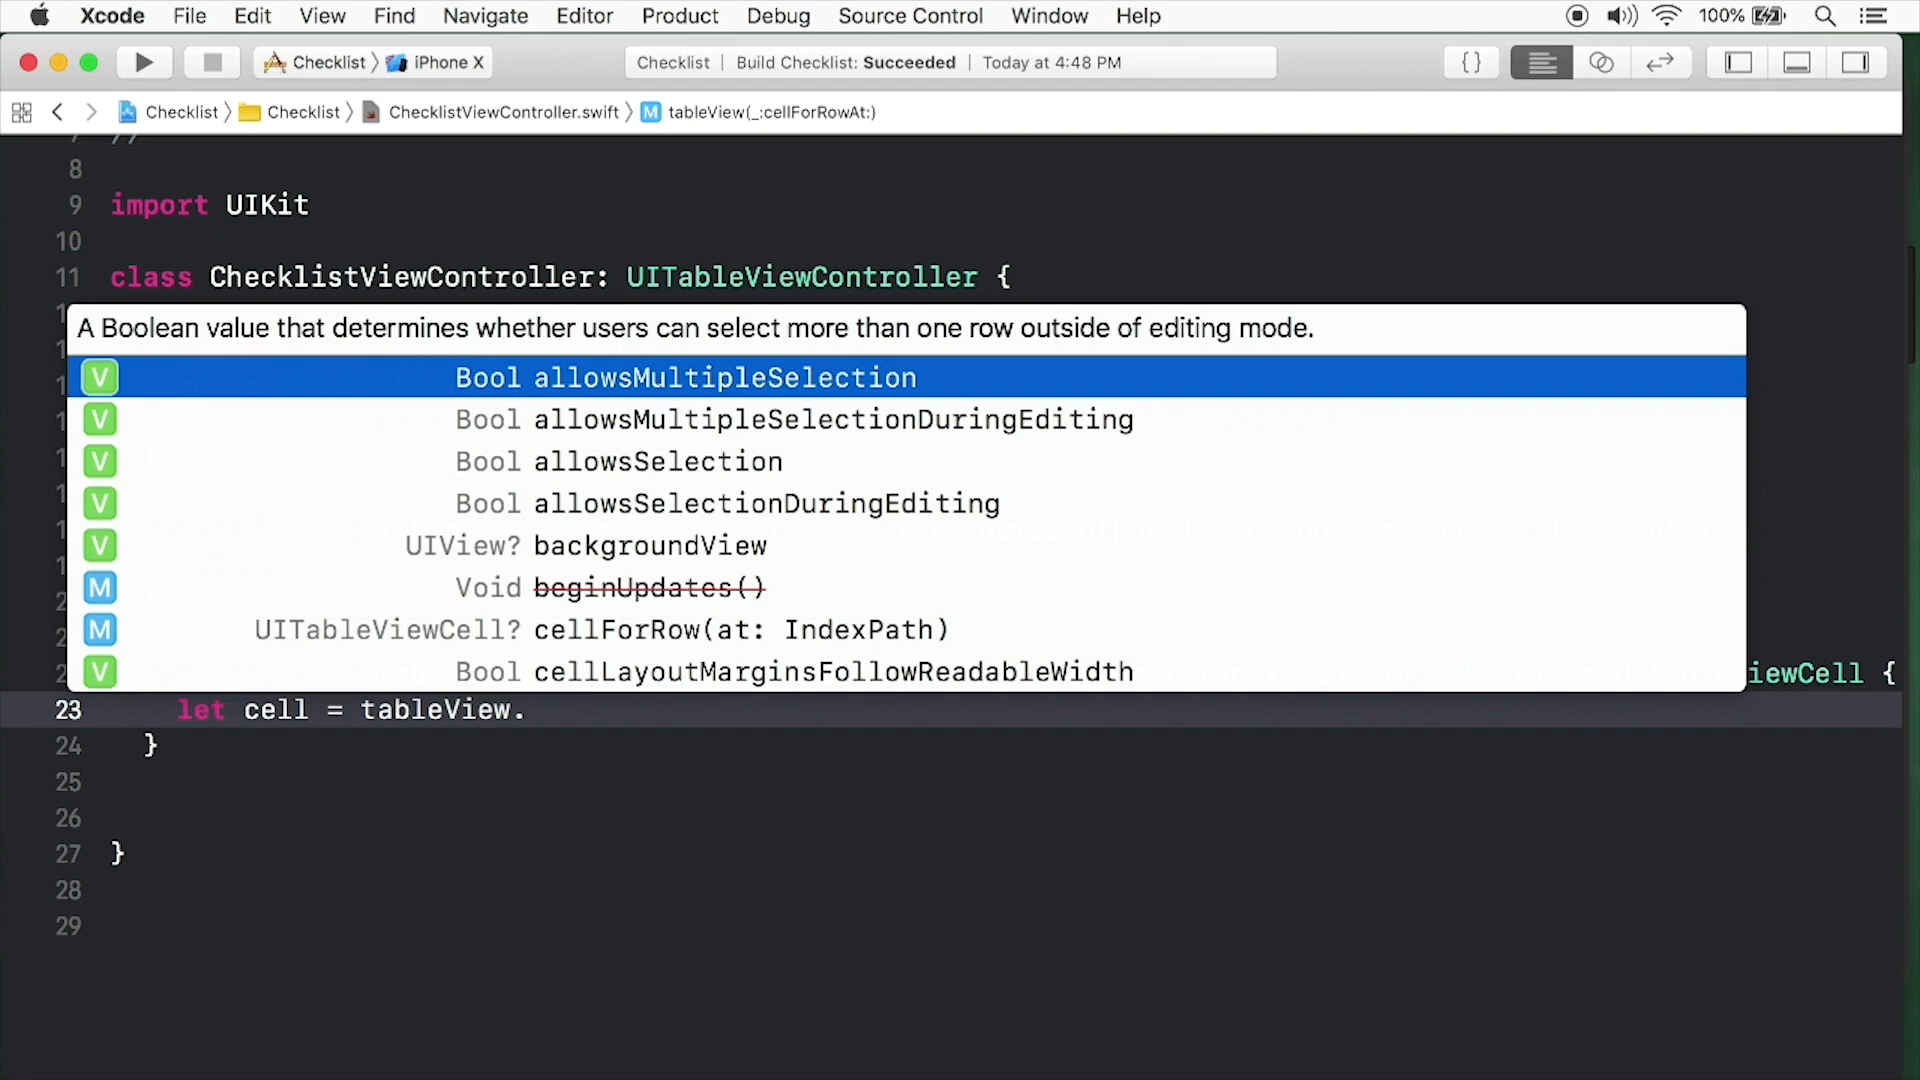 Xcode File Edit View Find Navigate Editor Product Debug Source Control Window Help 100%
Checklist iPhone X Checklist | Build Checklist: Succeeded | Today at 4:48 PM {}
Checklist Checklist ChecklistViewController.swift M tableView(_:cellForRowAt:)
7 //
8
9 import UIKit
10
11 class ChecklistViewController: UITableViewController {
A Boolean value that determines whether users can select more than one row outside of editing mode.
V Bool allowsMultipleSelection
V Bool allowsMultipleSelectionDuringEditing
V Bool allowsSelection
V Bool allowsSelectionDuringEditing
V UIView? backgroundView
M Void beginUpdates()
M UITableViewCell? cellForRow(at: IndexPath)
V Bool cellLayoutMarginsFollowReadableWidth
iewCell {
23 let cell = tableView.
24 }
25
26
27 }
28
29